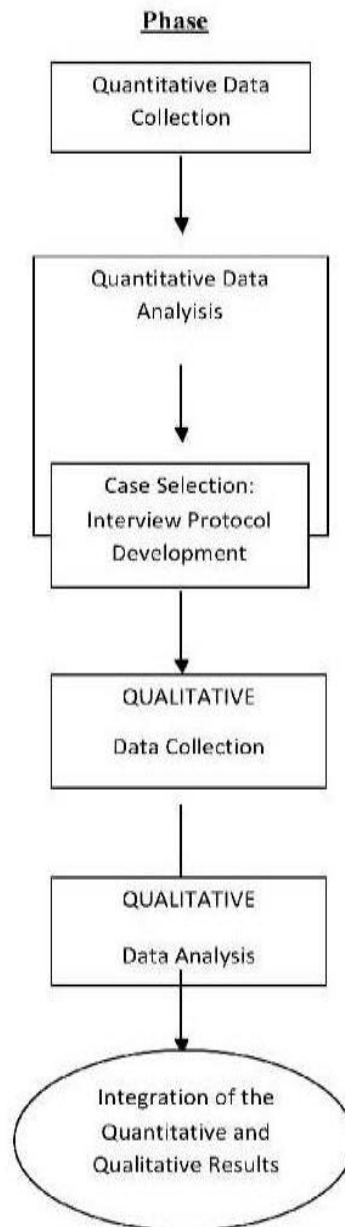 Phase
Quantitative Data
Collection
Quantitative Data
Analyisis
Case Selection:
Interview Protocol
Development
QUALITATIVE
Data Collection
QUALITATIVE
Data Analysis
Integration of the
Quantitative and
Qualitative Results